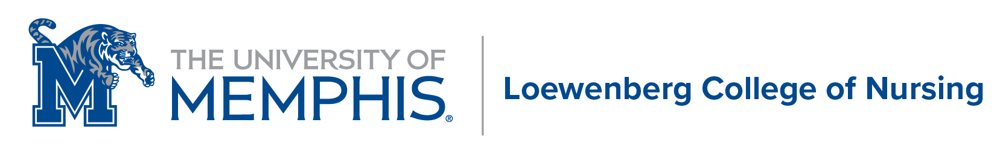 M
THE UNIVERSITY OF
MEMPHIS®
Loewenberg College of Nursing